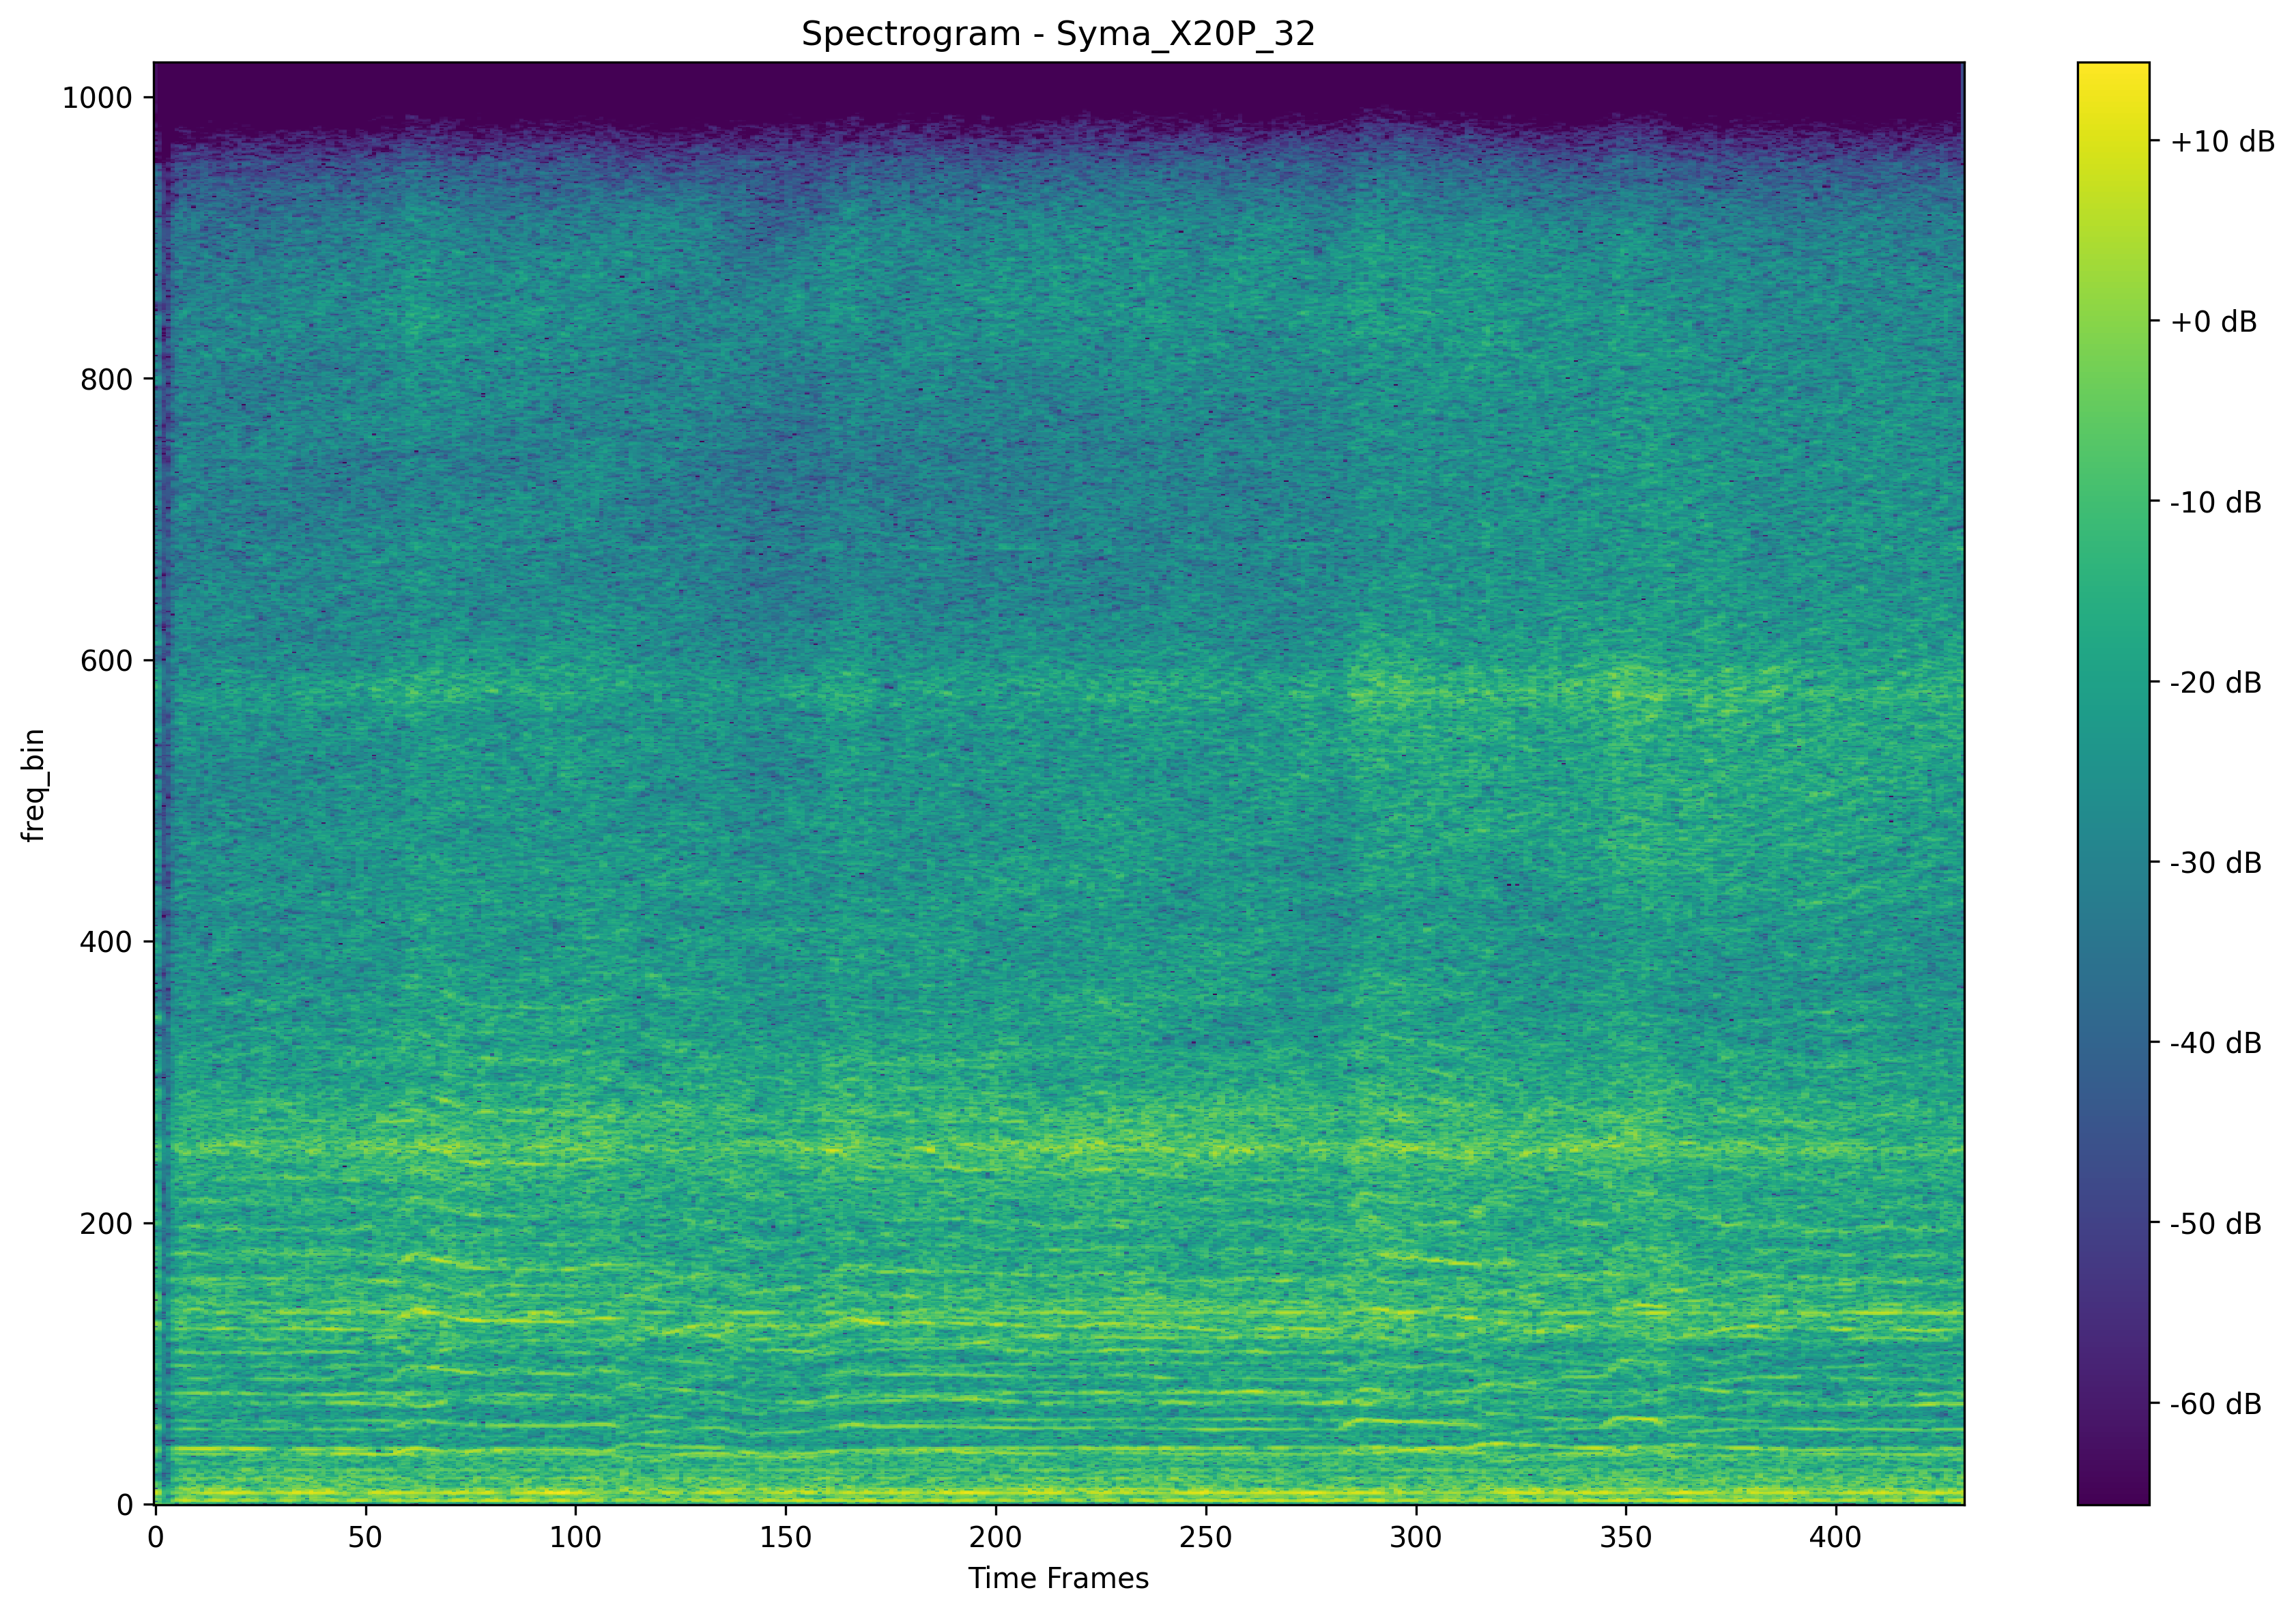 Spectrogram - Syma_X20P_32
1000
800
600
400
200
0
freq_bin
0 50 100 150 200 250 300 350 400
Time Frames
+10 dB
+0 dB
-10 dB
-20 dB
-30 dB
-40 dB
-50 dB
-60 dB